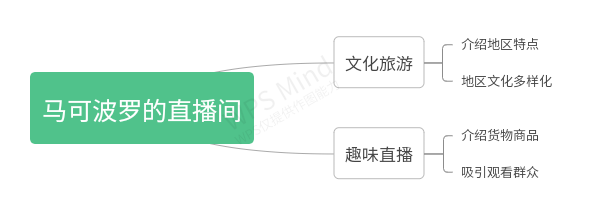 马可波罗的直播间
文化旅游
介绍地区特点
地区文化多样化
趣味直播
介绍货物商品
吸引观看群众
WPS Mind